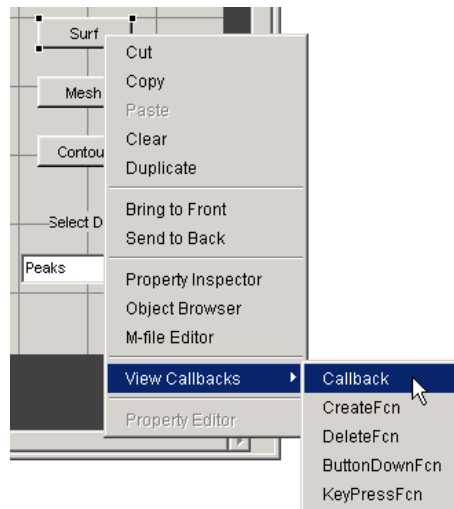 Surf
Cut
Copy
Mesh
Paste
Clear
Contou
Duplicate
Bring to Front
Select D
Send to Back
Peaks
Property Inspector
Object Browser
M-file Editor
View Callbacks
Callback
CreateFcn
Property Editor
DeleteFcn
ButtonDownFcn
KeyPressFcn